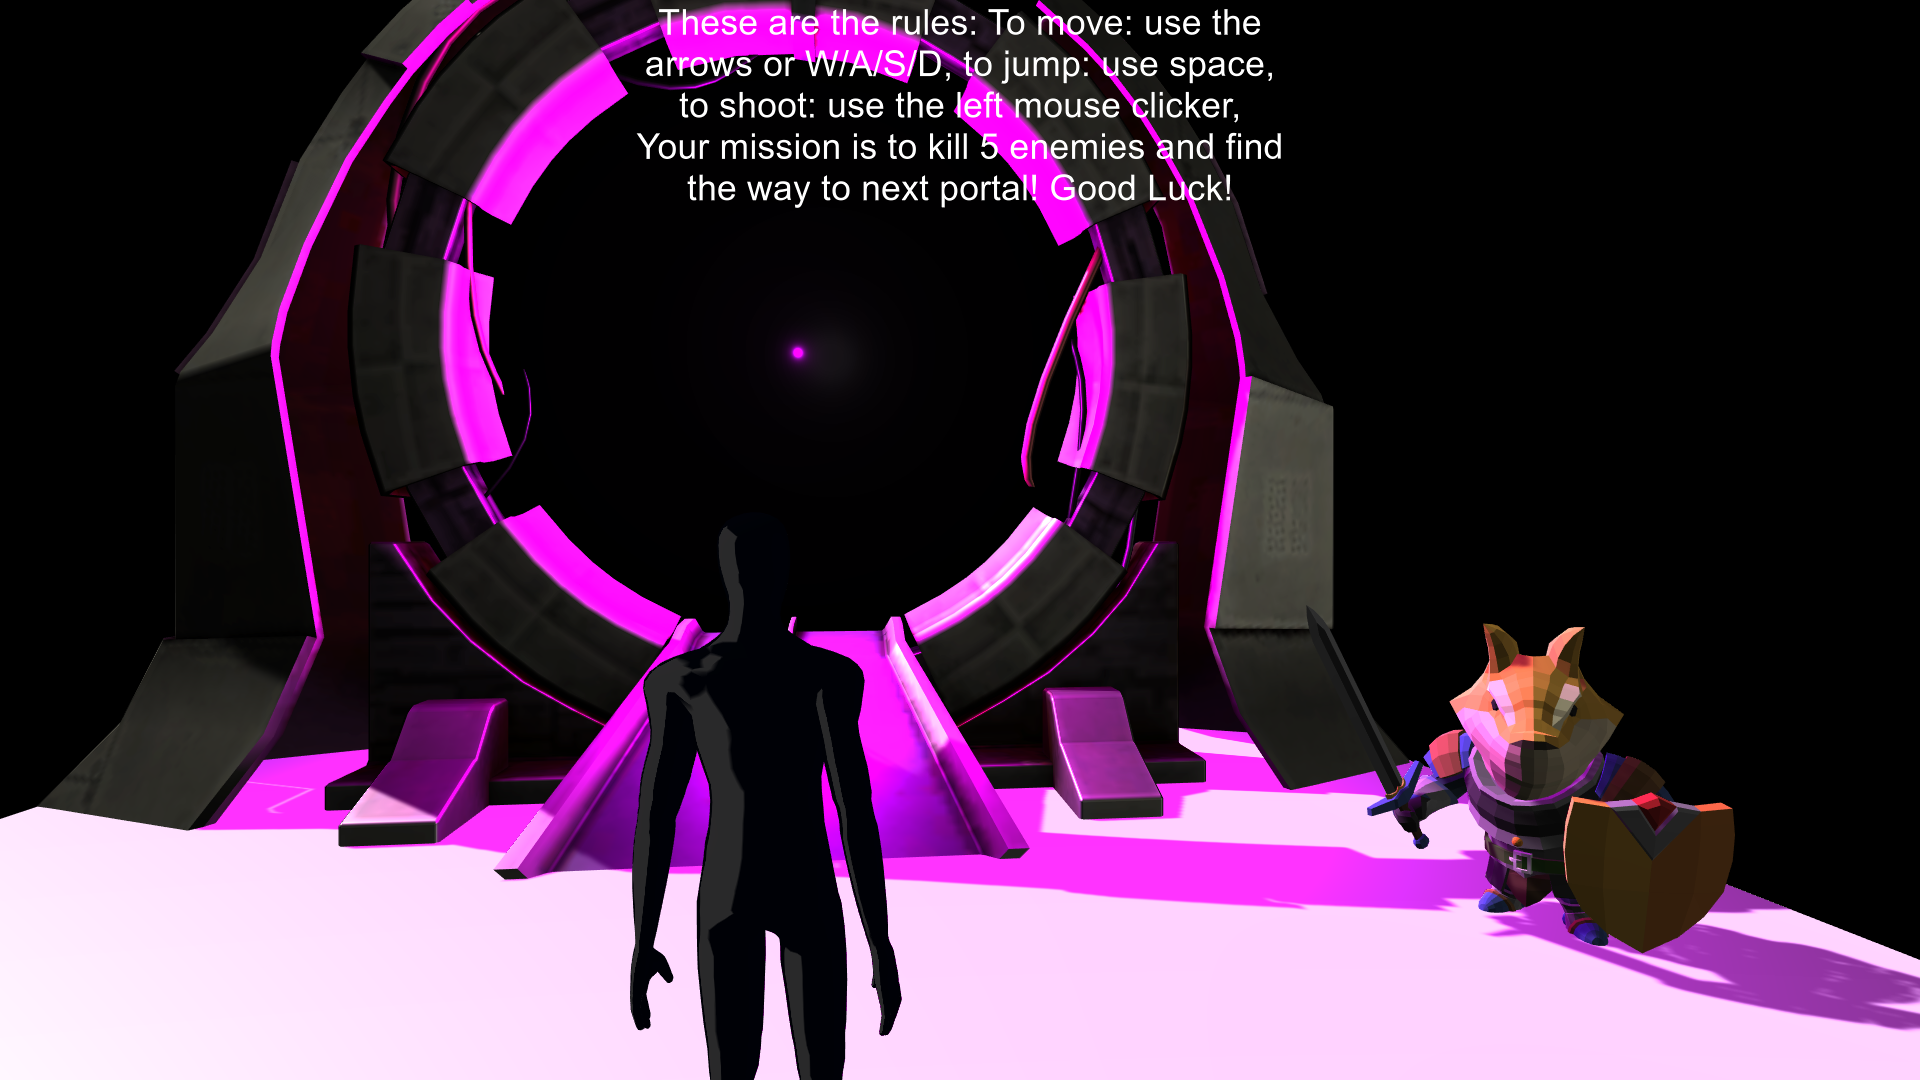 These are the rules: To move: use the
arrows or W/A/S/D, to jump: use space,
to shoot: use the left mouse clicker,
Your mission is to kill 5 enemies and find
the way to next portal! Good Luck!